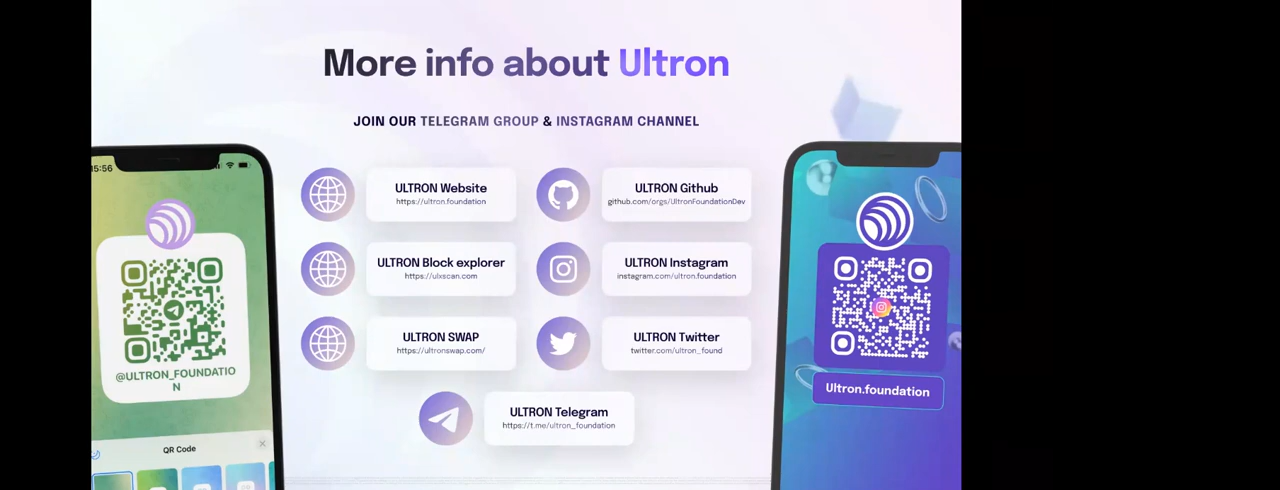 More info about Ultron
JOIN OUR TELEGRAM GROUP & INSTAGRAM CHANNEL
15:56
@ULTRON_FOUNDATIO
N
QR Code
ULTRON Website
https://ultron.foundation
ULTRON Github
github.com/orgs/UltronFoundationDev
ULTRON Block explorer
https://ulxscan.com
ULTRON Instagram
instagram.com/ultron.foundation
ULTRON SWAP
https://ultronswap.com/
ULTRON Twitter
twitter.com/ultron_found
ULTRON Telegram
https://t.me/ultron_foundation
Ultron.foundation